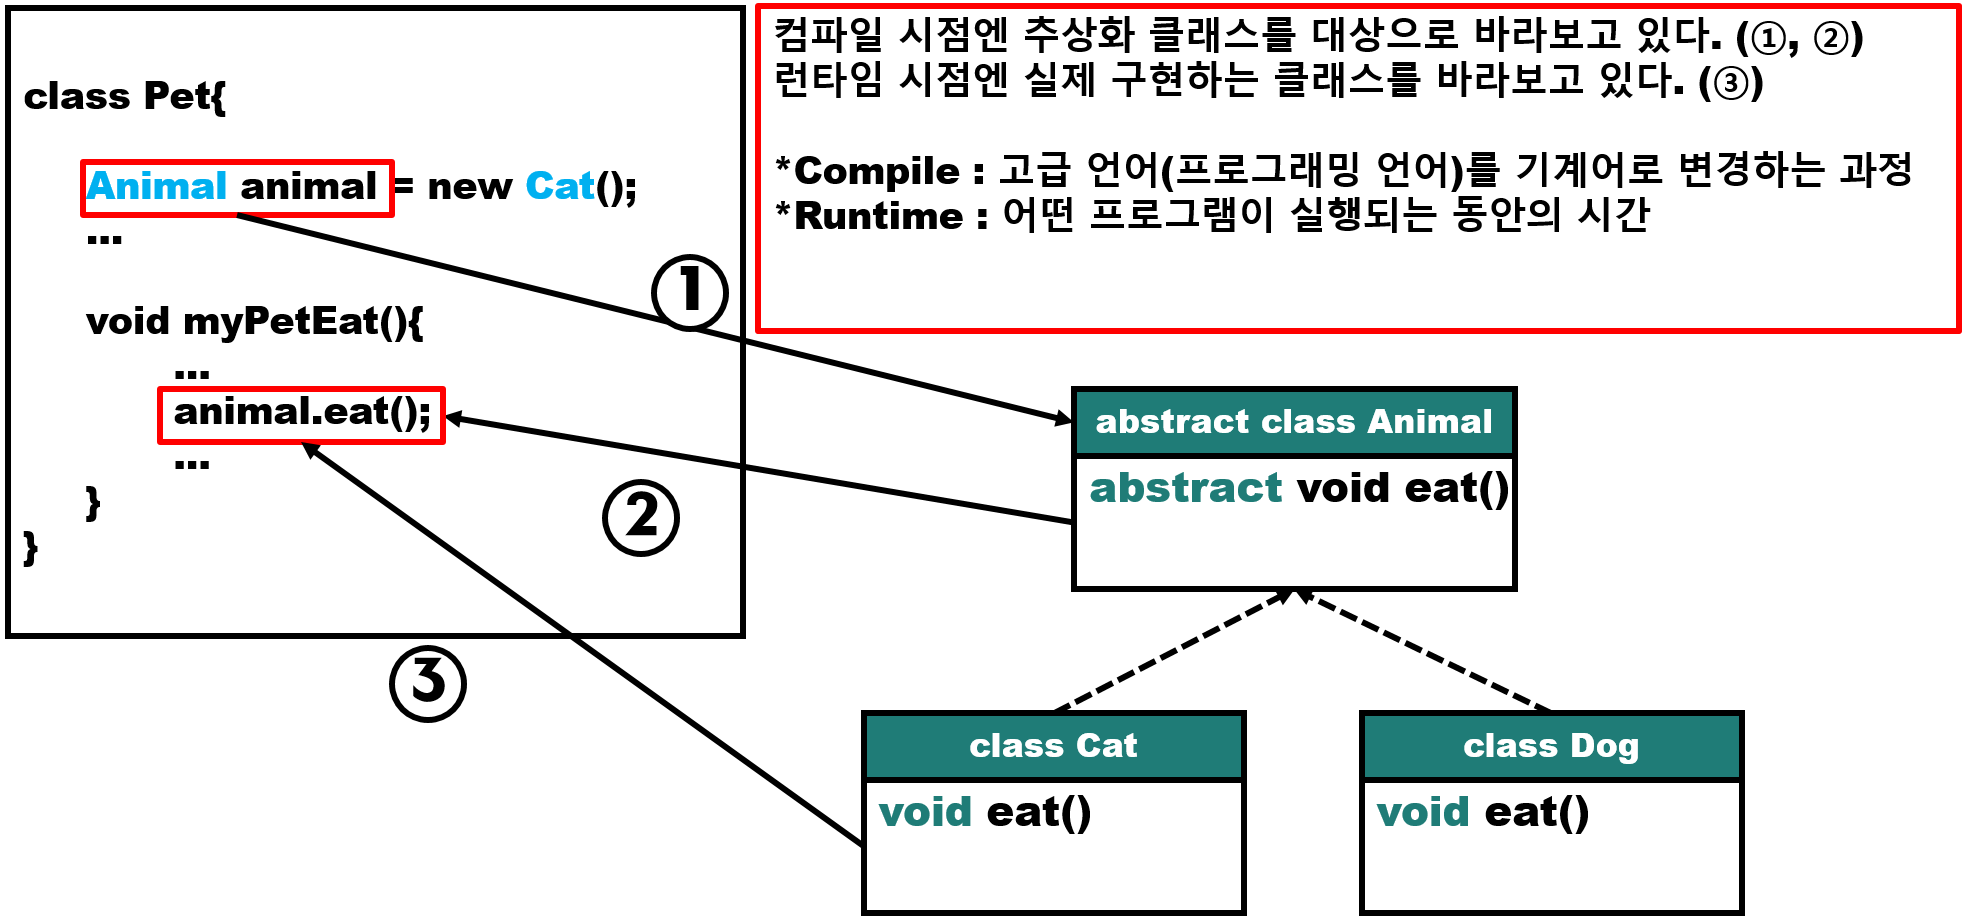 class Pet{
Animal animal = new Cat();
...
void myPetEat(){
...
animal.eat();
...
}
}
컴파일 시점엔 추상화 클래스를 대상으로 바라보고 있다. (①, ②)
런타임 시점엔 실제 구현하는 클래스를 바라보고 있다. (③)
*Compile : 고급 언어(프로그래밍 언어)를 기계어로 변경하는 과정
*Runtime : 어떤 프로그램이 실행되는 동안의 시간
①
②
③
abstract class Animal
abstract void eat()
class Cat
void eat()
class Dog
void eat()